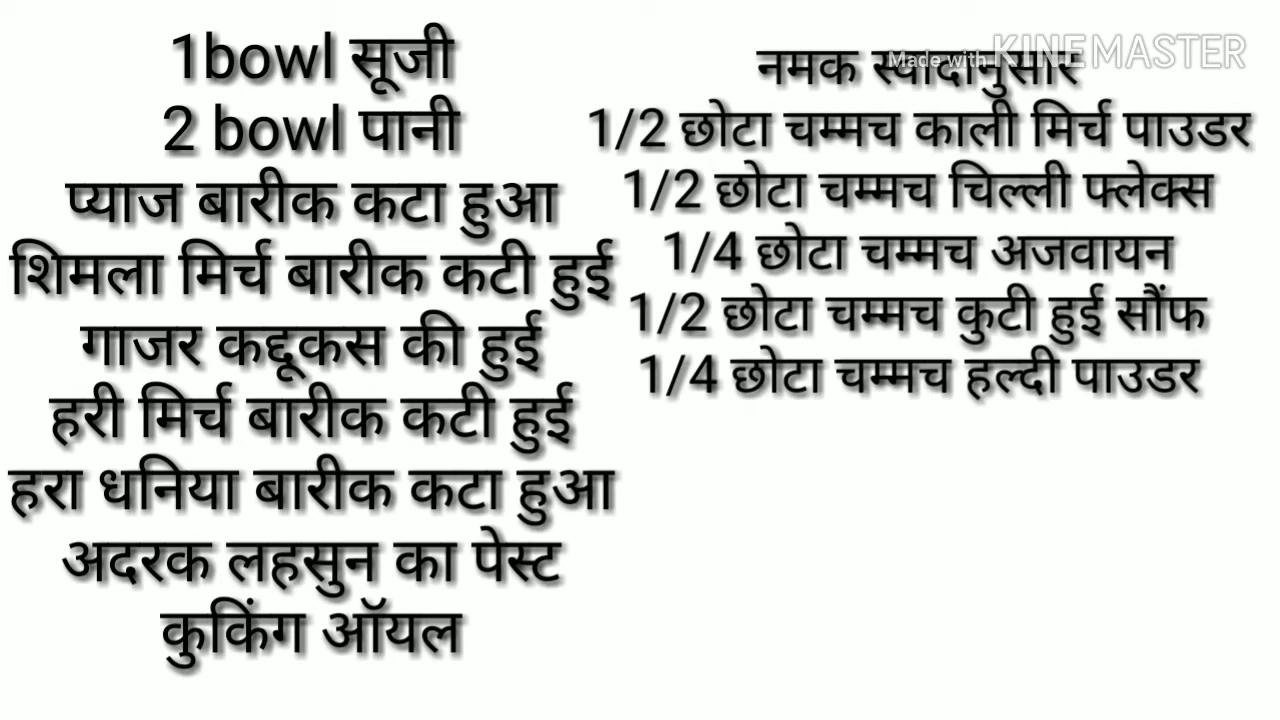 1bowl सूजी
2 bowl पानी
प्याज बारीक कटा हुआ
शिमला मिर्च बारीक कटी हुई
गाजर कद्दूकस की हुई
हरी मिर्च बारीक कटी हुई
हरा धनिया बारीक कटा हुआ
अदरक लहसुन का पेस्ट
कुकिंग ऑयल
Made with KINEMASTER
नमक स्वादानुसार
1/2 छोटा चम्मच काली मिर्च पाउडर
1/2 छोटा चम्मच चिल्ली फ्लेक्स
1/4 छोटा चम्मच अजवायन
1/2 छोटा चम्मच कुटी हुई सौंफ
1/4 छोटा चम्मच हल्दी पाउडर